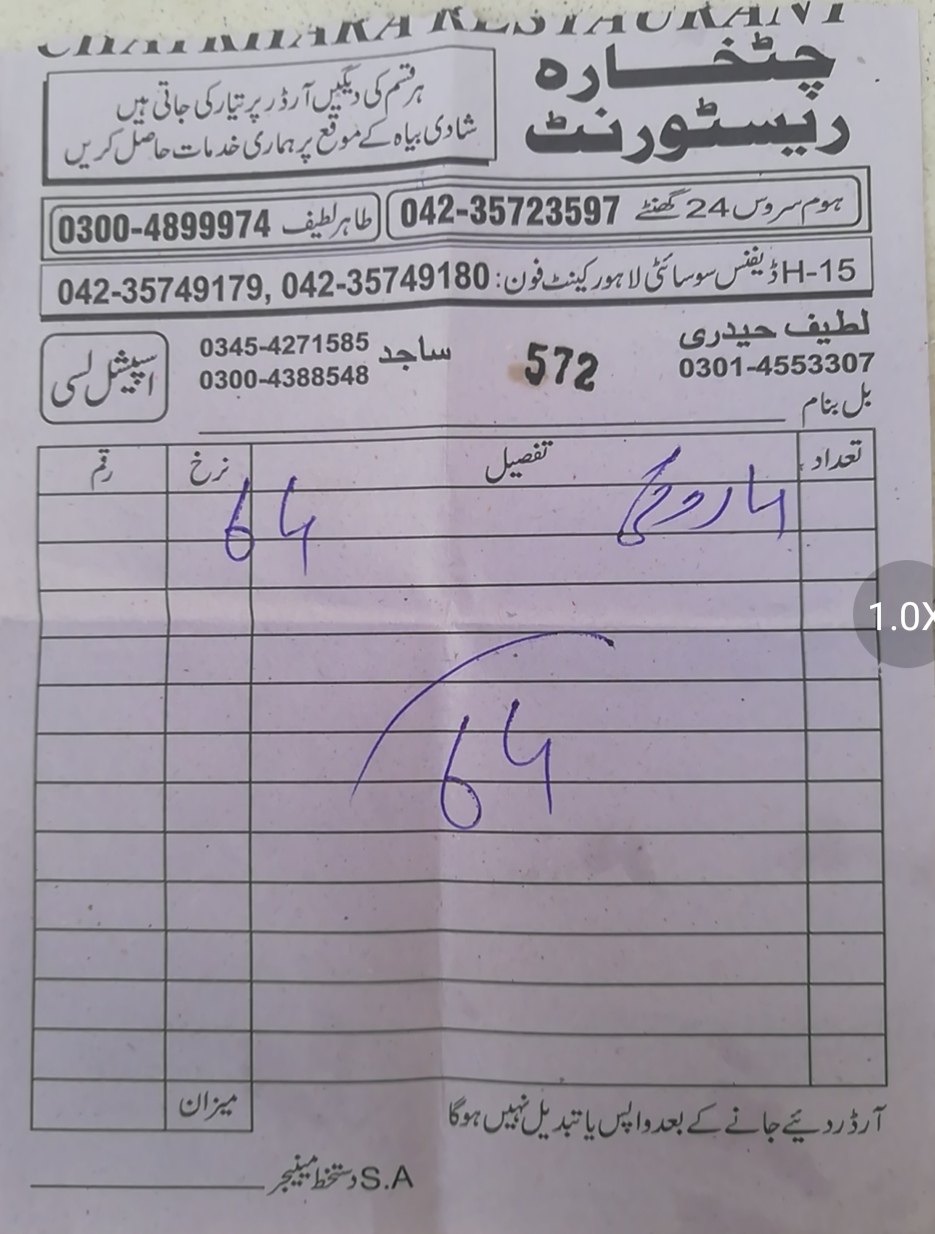 CHATKHARA RESTAURANT
چٹخارہ
ریسٹورنٹ
ہر قسم کی دیگیں آرڈر پر تیار کی جاتی ہیں
شادی بیاہ کے موقع پر ہماری خدمات حاصل کریں
ہوم سروس 24 گھنٹے 042-35723597
طاہر لطیف 0300-4899974
H-15 ڈیفنس سوسائٹی لاہور کینٹ فون: 042-35749179, 042-35749180
لطیف حیدری
0301-4553307
572
ساجد 0345-4271585
0300-4388548
اسپیشل لسی
بل بنام
تعداد تفصیل نرخ رقم
4 روٹی 64
64
میزان
آرڈر دئیے جانے کے بعد واپس یا تبدیل نہیں ہوگا
S.A دستخط مینیجر
1.0X